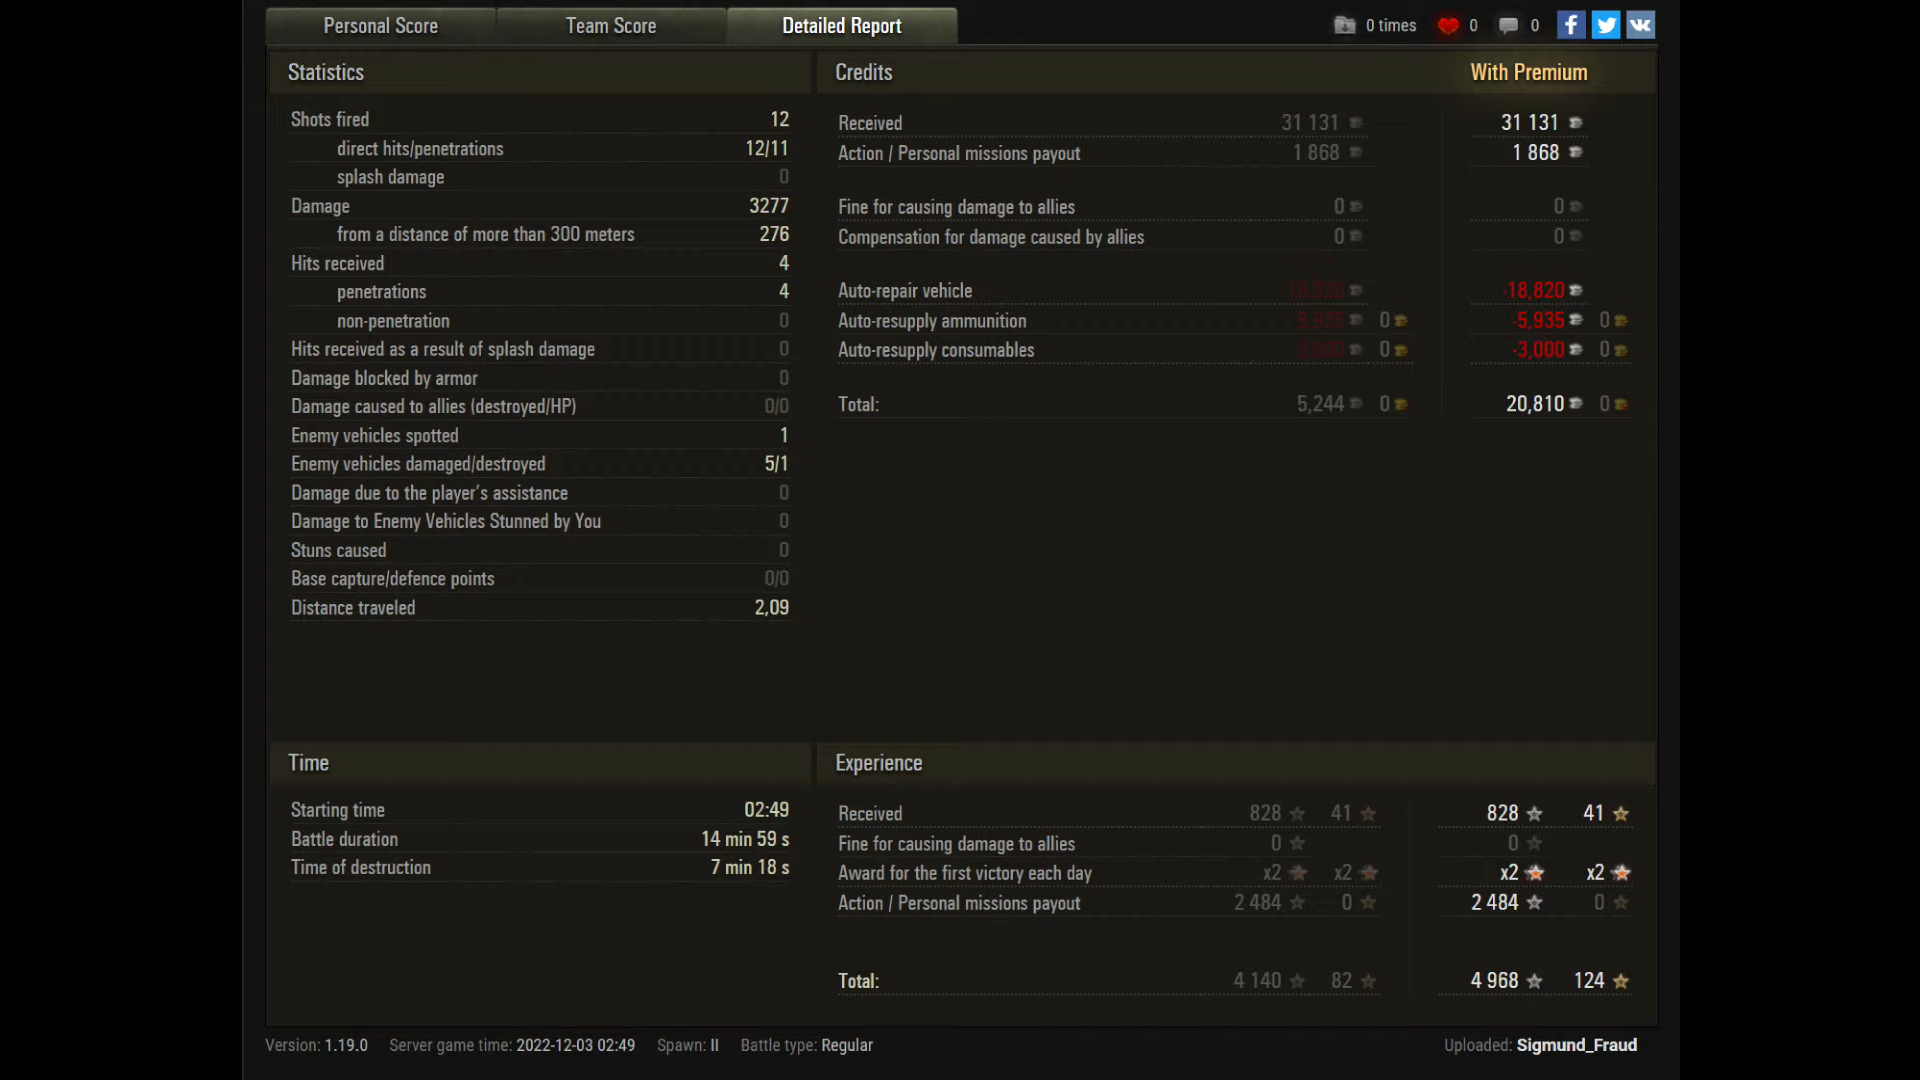 Personal Score Team Score Detailed Report 0 times 0 0
Statistics
Shots fired 12
direct hits/penetrations 12/11
splash damage 0
Damage 3277
from a distance of more than 300 meters 276
Hits received 4
penetrations 4
non-penetration 0
Hits received as a result of splash damage 0
Damage blocked by armor 0
Damage caused to allies (destroyed/HP) 0/0
Enemy vehicles spotted 1
Enemy vehicles damaged/destroyed 5/1
Damage due to the player's assistance 0
Damage to Enemy Vehicles Stunned by You 0
Stuns caused 0
Base capture/defence points 0/0
Distance traveled 2,09
Credits With Premium
Received 31 131 31 131
Action / Personal missions payout 1 868 1 868
Fine for causing damage to allies 0 0
Compensation for damage caused by allies 0 0
Auto-repair vehicle -18,820
Auto-resupply ammunition 0 -5,935 0
Auto-resupply consumables 0 -3,000 0
Total: 5,244 0 20,810 0
Time
Starting time 02:49
Battle duration 14 min 59 s
Time of destruction 7 min 18 s
Experience
Received 828 41 828 41
Fine for causing damage to allies 0 0
Award for the first victory each day x2 x2 x2 x2
Action / Personal missions payout 2 484 0 2 484 0
Total: 4 140 82 4 968 124
Version: 1.19.0 Server game time: 2022-12-03 02:49 Spawn: II Battle type: Regular Uploaded: Sigmund_Fraud